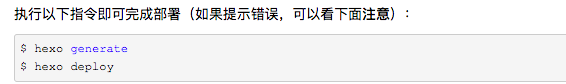 执行以下指令即可完成部署（如果提示错误，可以看下面注意）：
$ hexo generate
$ hexo deploy